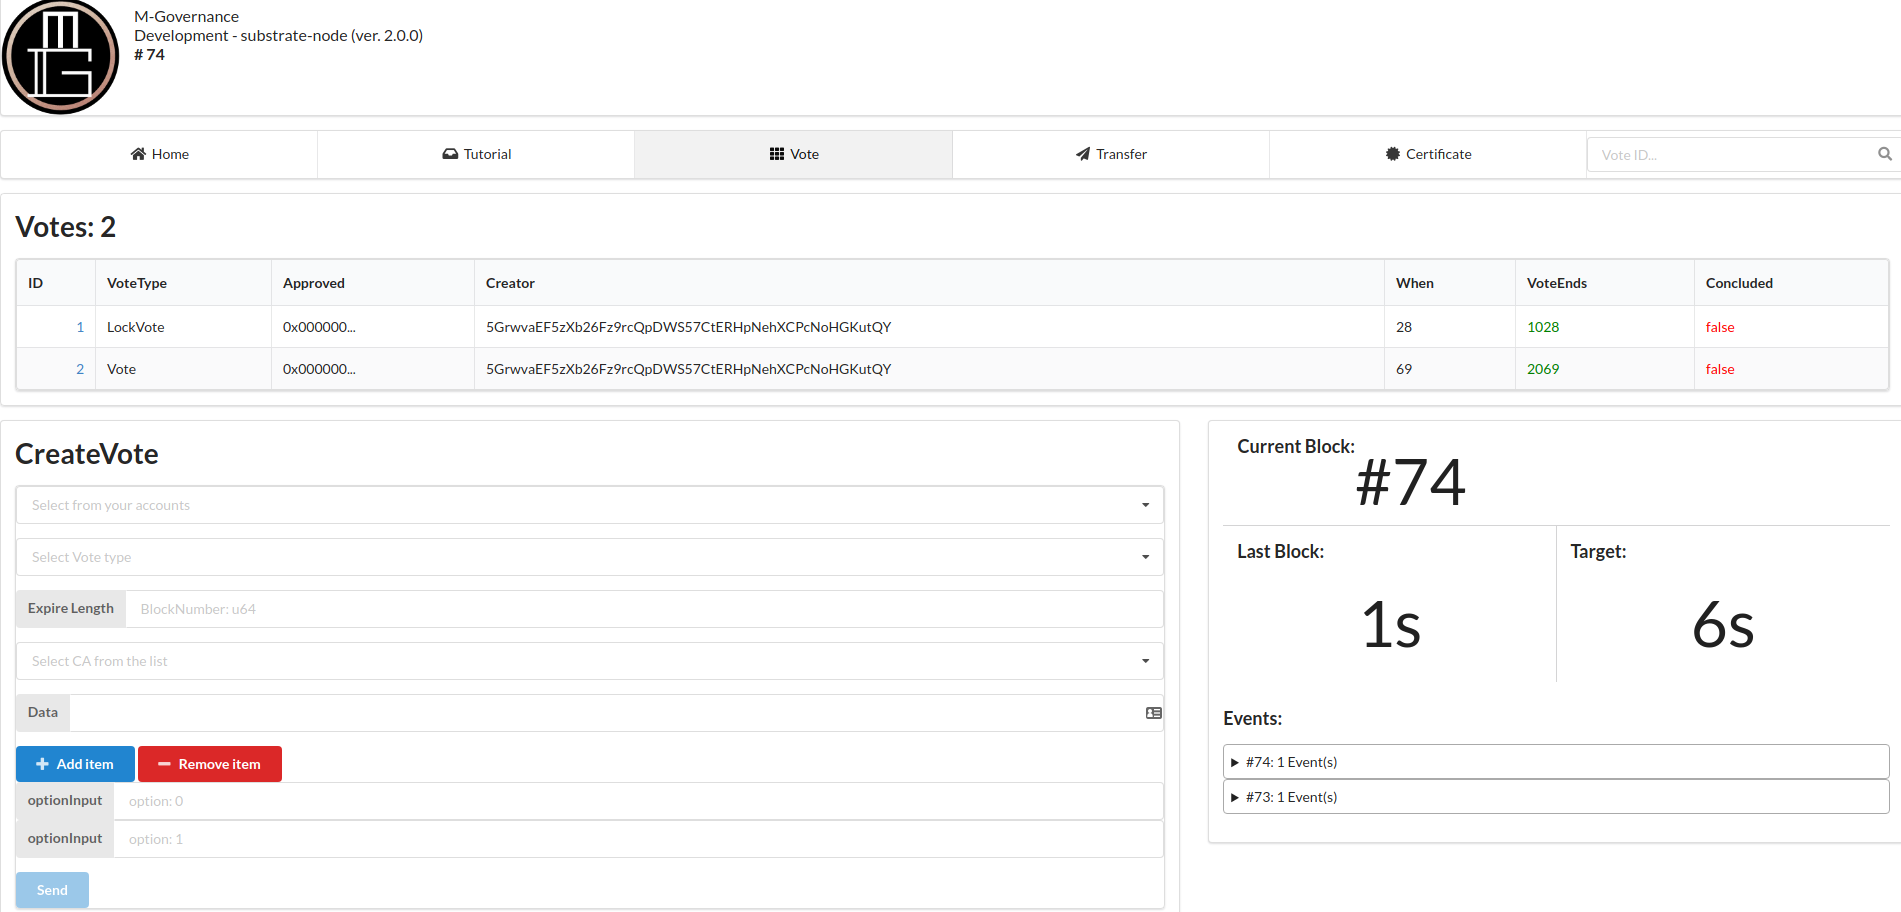 MG
M-Governance
Development - substrate-node (ver. 2.0.0)
# 74
Home Tutorial Vote Transfer Certificate Vote ID...
Votes: 2
ID VoteType Approved Creator When VoteEnds Concluded
1 LockVote 0x000000... 5GrwvaEF5zXb26Fz9rcQpDWS57CtERHpNehXCPcNoHGKutQY 28 1028 false
2 Vote 0x000000... 5GrwvaEF5zXb26Fz9rcQpDWS57CtERHpNehXCPcNoHGKutQY 69 2069 false
CreateVote
Select from your accounts
Select Vote type
Expire Length BlockNumber: u64
Select CA from the list
Data
Add item Remove item
optionInput option: 0
optionInput option: 1
Send
Current Block:
#74
Last Block: Target:
1s 6s
Events:
#74: 1 Event(s)
#73: 1 Event(s)